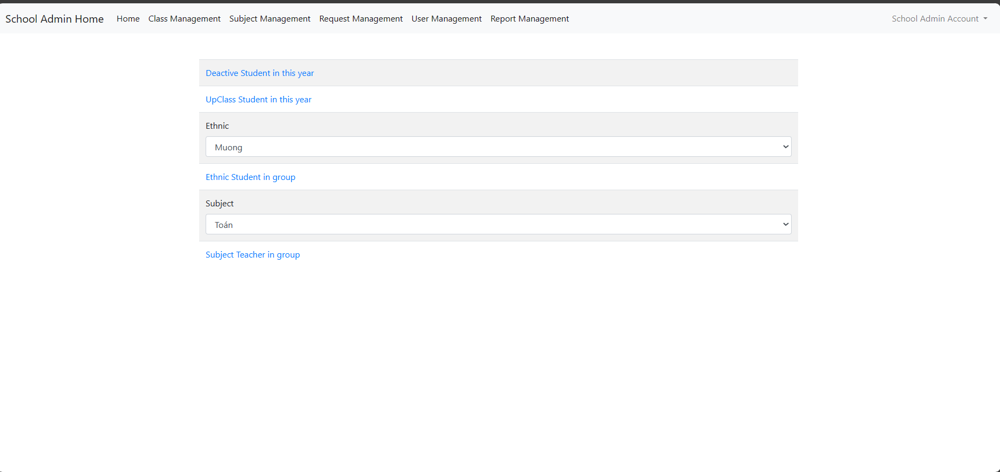 School Admin Home Home Class Management Subject Management Request Management User Management Report Management School Admin Account
Deactive Student in this year
UpClass Student in this year
Ethnic
Muong
Ethnic Student in group
Subject
Toán
Subject Teacher in group